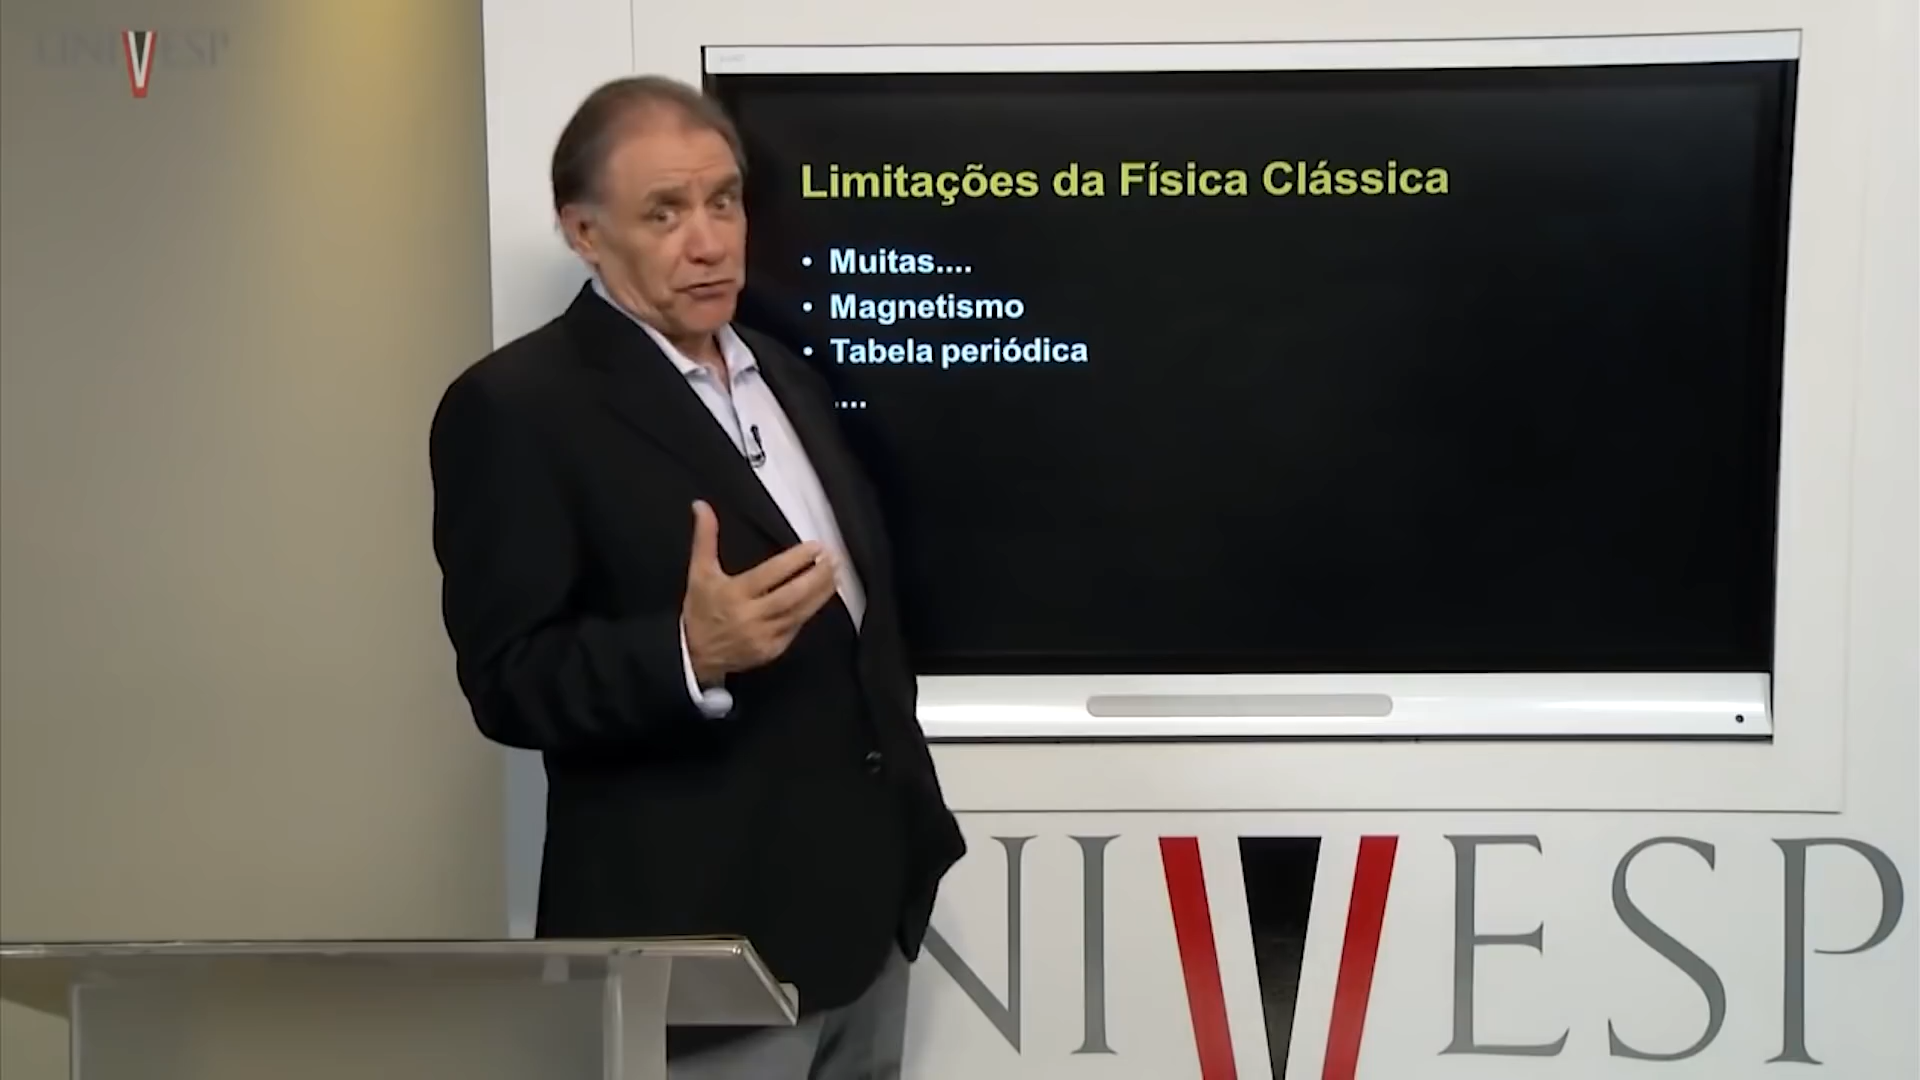 UNIVESP
Limitações da Física Clássica
• Muitas....
• Magnetismo
• Tabela periódica
....
NIVESP